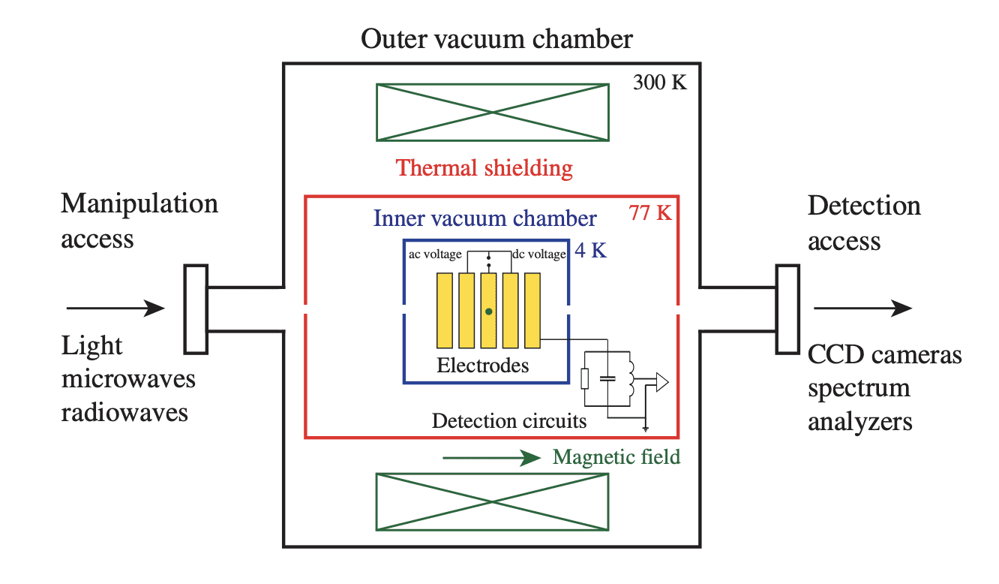 Outer vacuum chamber
300 K
Thermal shielding
Manipulation
access
77 K
Inner vacuum chamber
Detection
access
4 K
ac voltage
dc voltage
Light
microwaves
radiowaves
Electrodes
CCD cameras
spectrum
analyzers
Detection circuits
Magnetic field